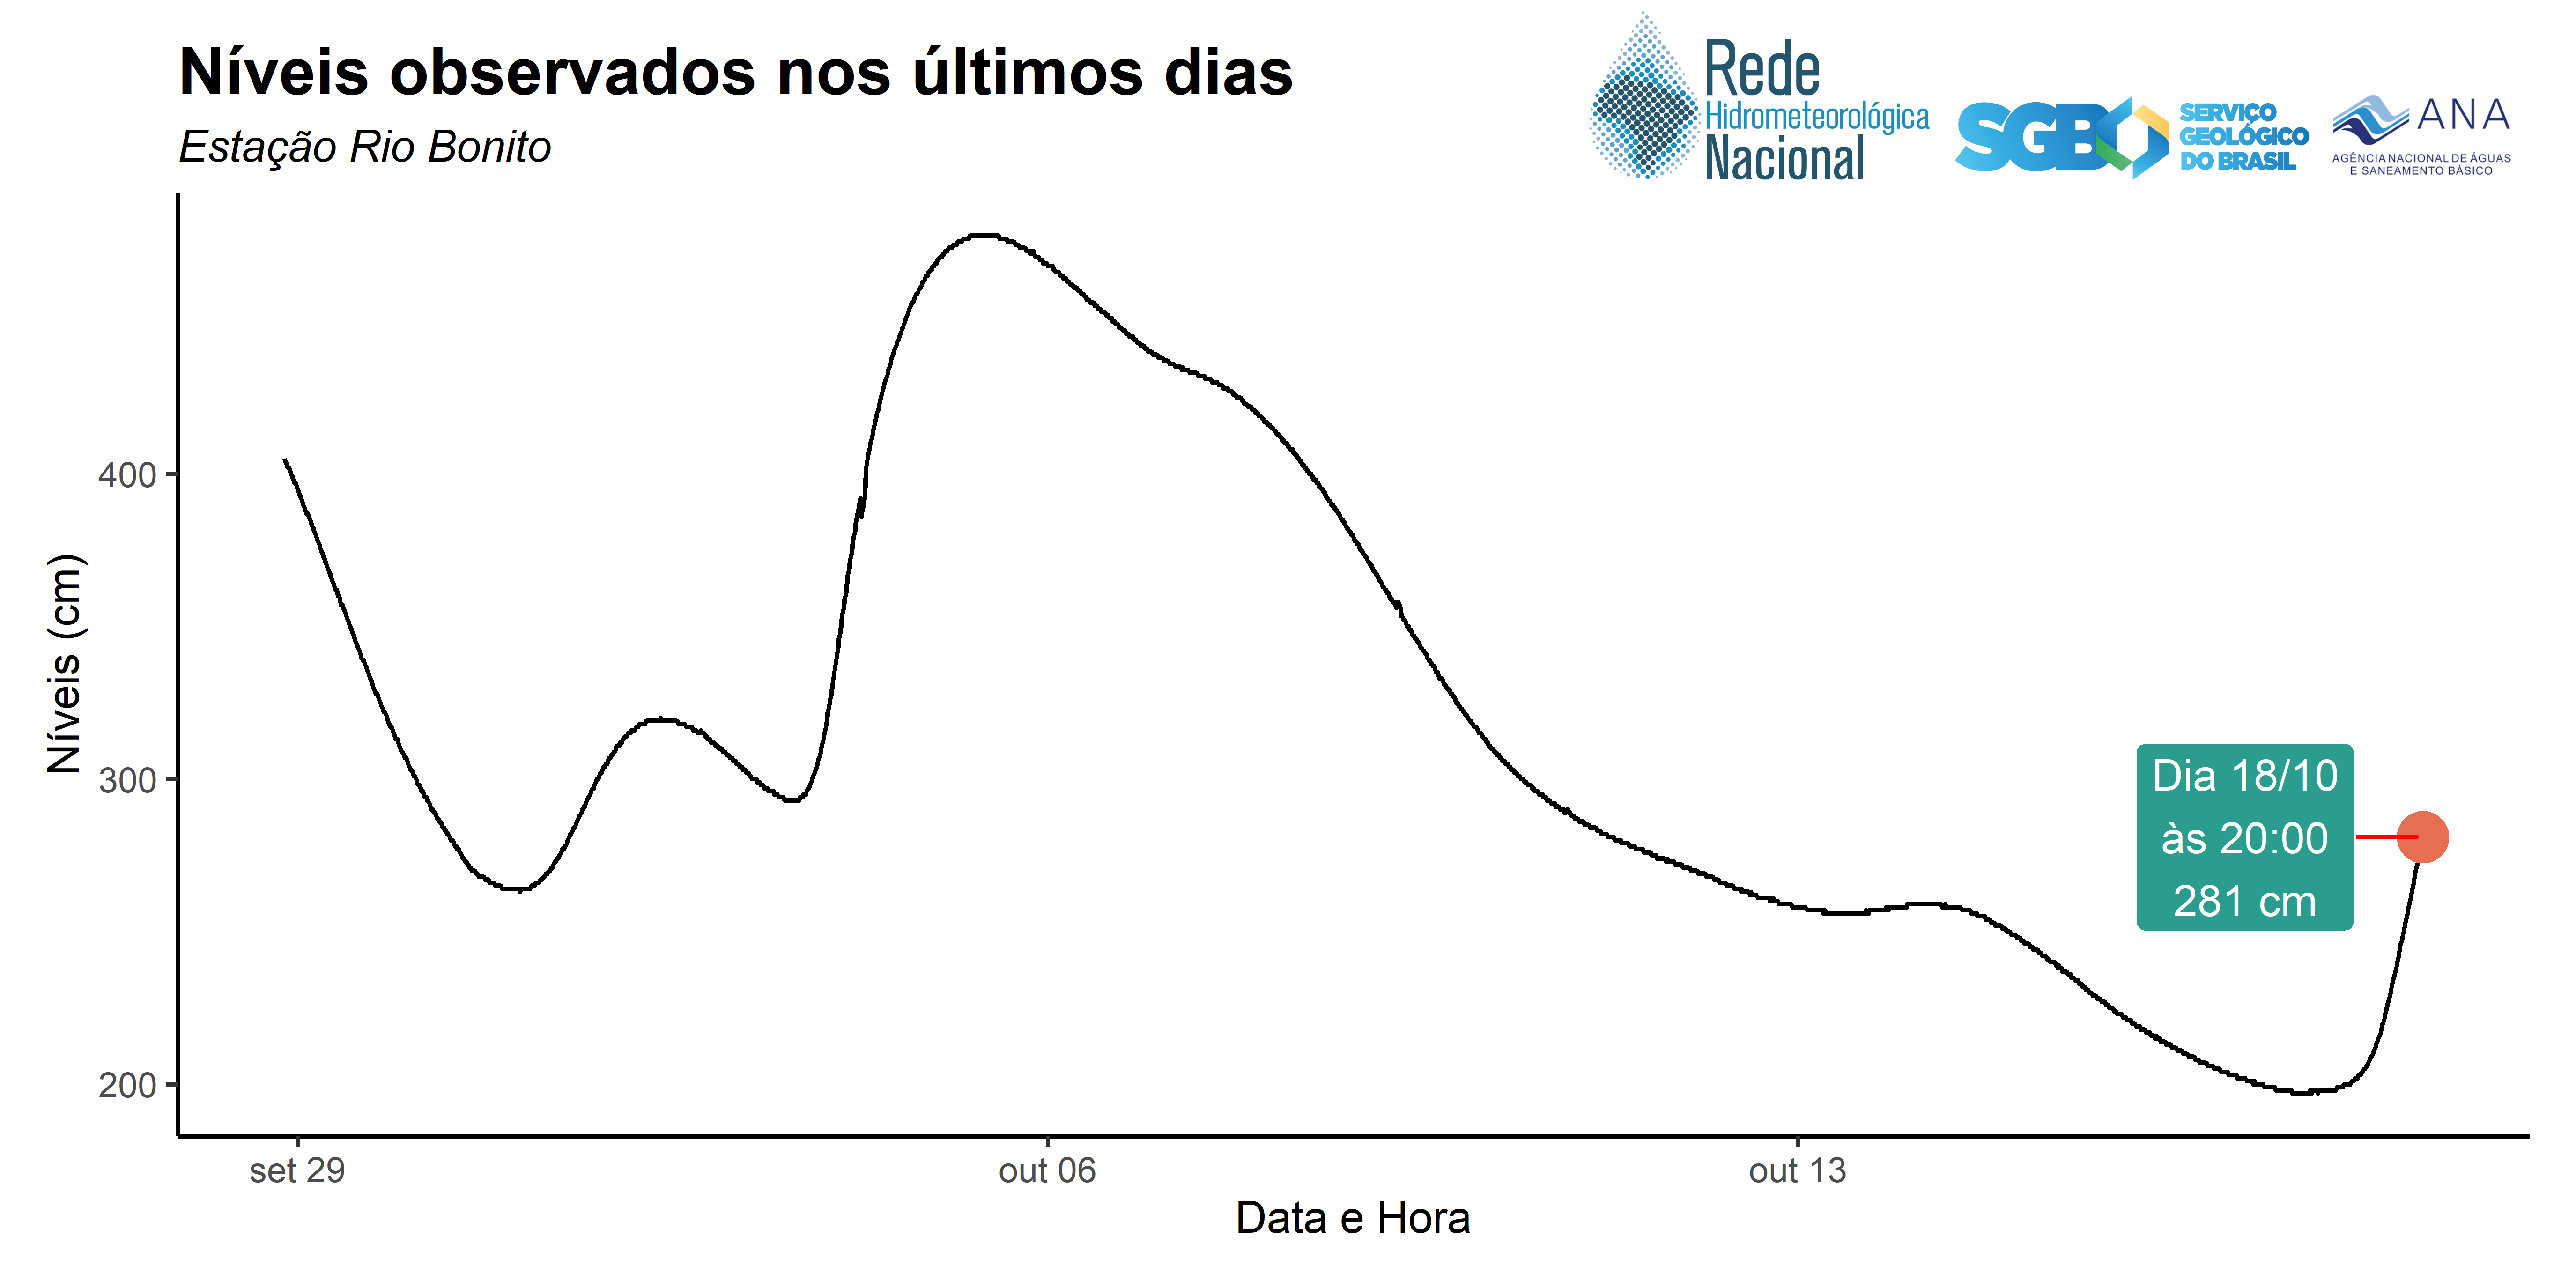 Níveis observados nos últimos dias
Estação Rio Bonito
Rede
Hidrometeorológica
Nacional
SGB
SERVIÇO
GEOLÓGICO
DO BRASIL
ANA
AGÊNCIA NACIONAL DE ÁGUAS
E SANEAMENTO BÁSICO
Níveis (cm)
400
300
200
Dia 18/10
às 20:00
281 cm
set 29
out 06
out 13
Data e Hora